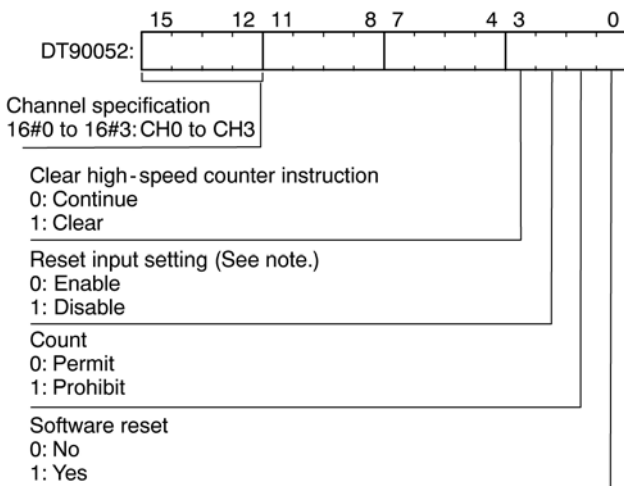 15 12 11 8 7 4 3 0
DT90052:
Channel specification
16#0 to 16#3: CH0 to CH3
Clear high-speed counter instruction
0: Continue
1: Clear
Reset input setting (See note.)
0: Enable
1: Disable
Count
0: Permit
1: Prohibit
Software reset
0: No
1: Yes